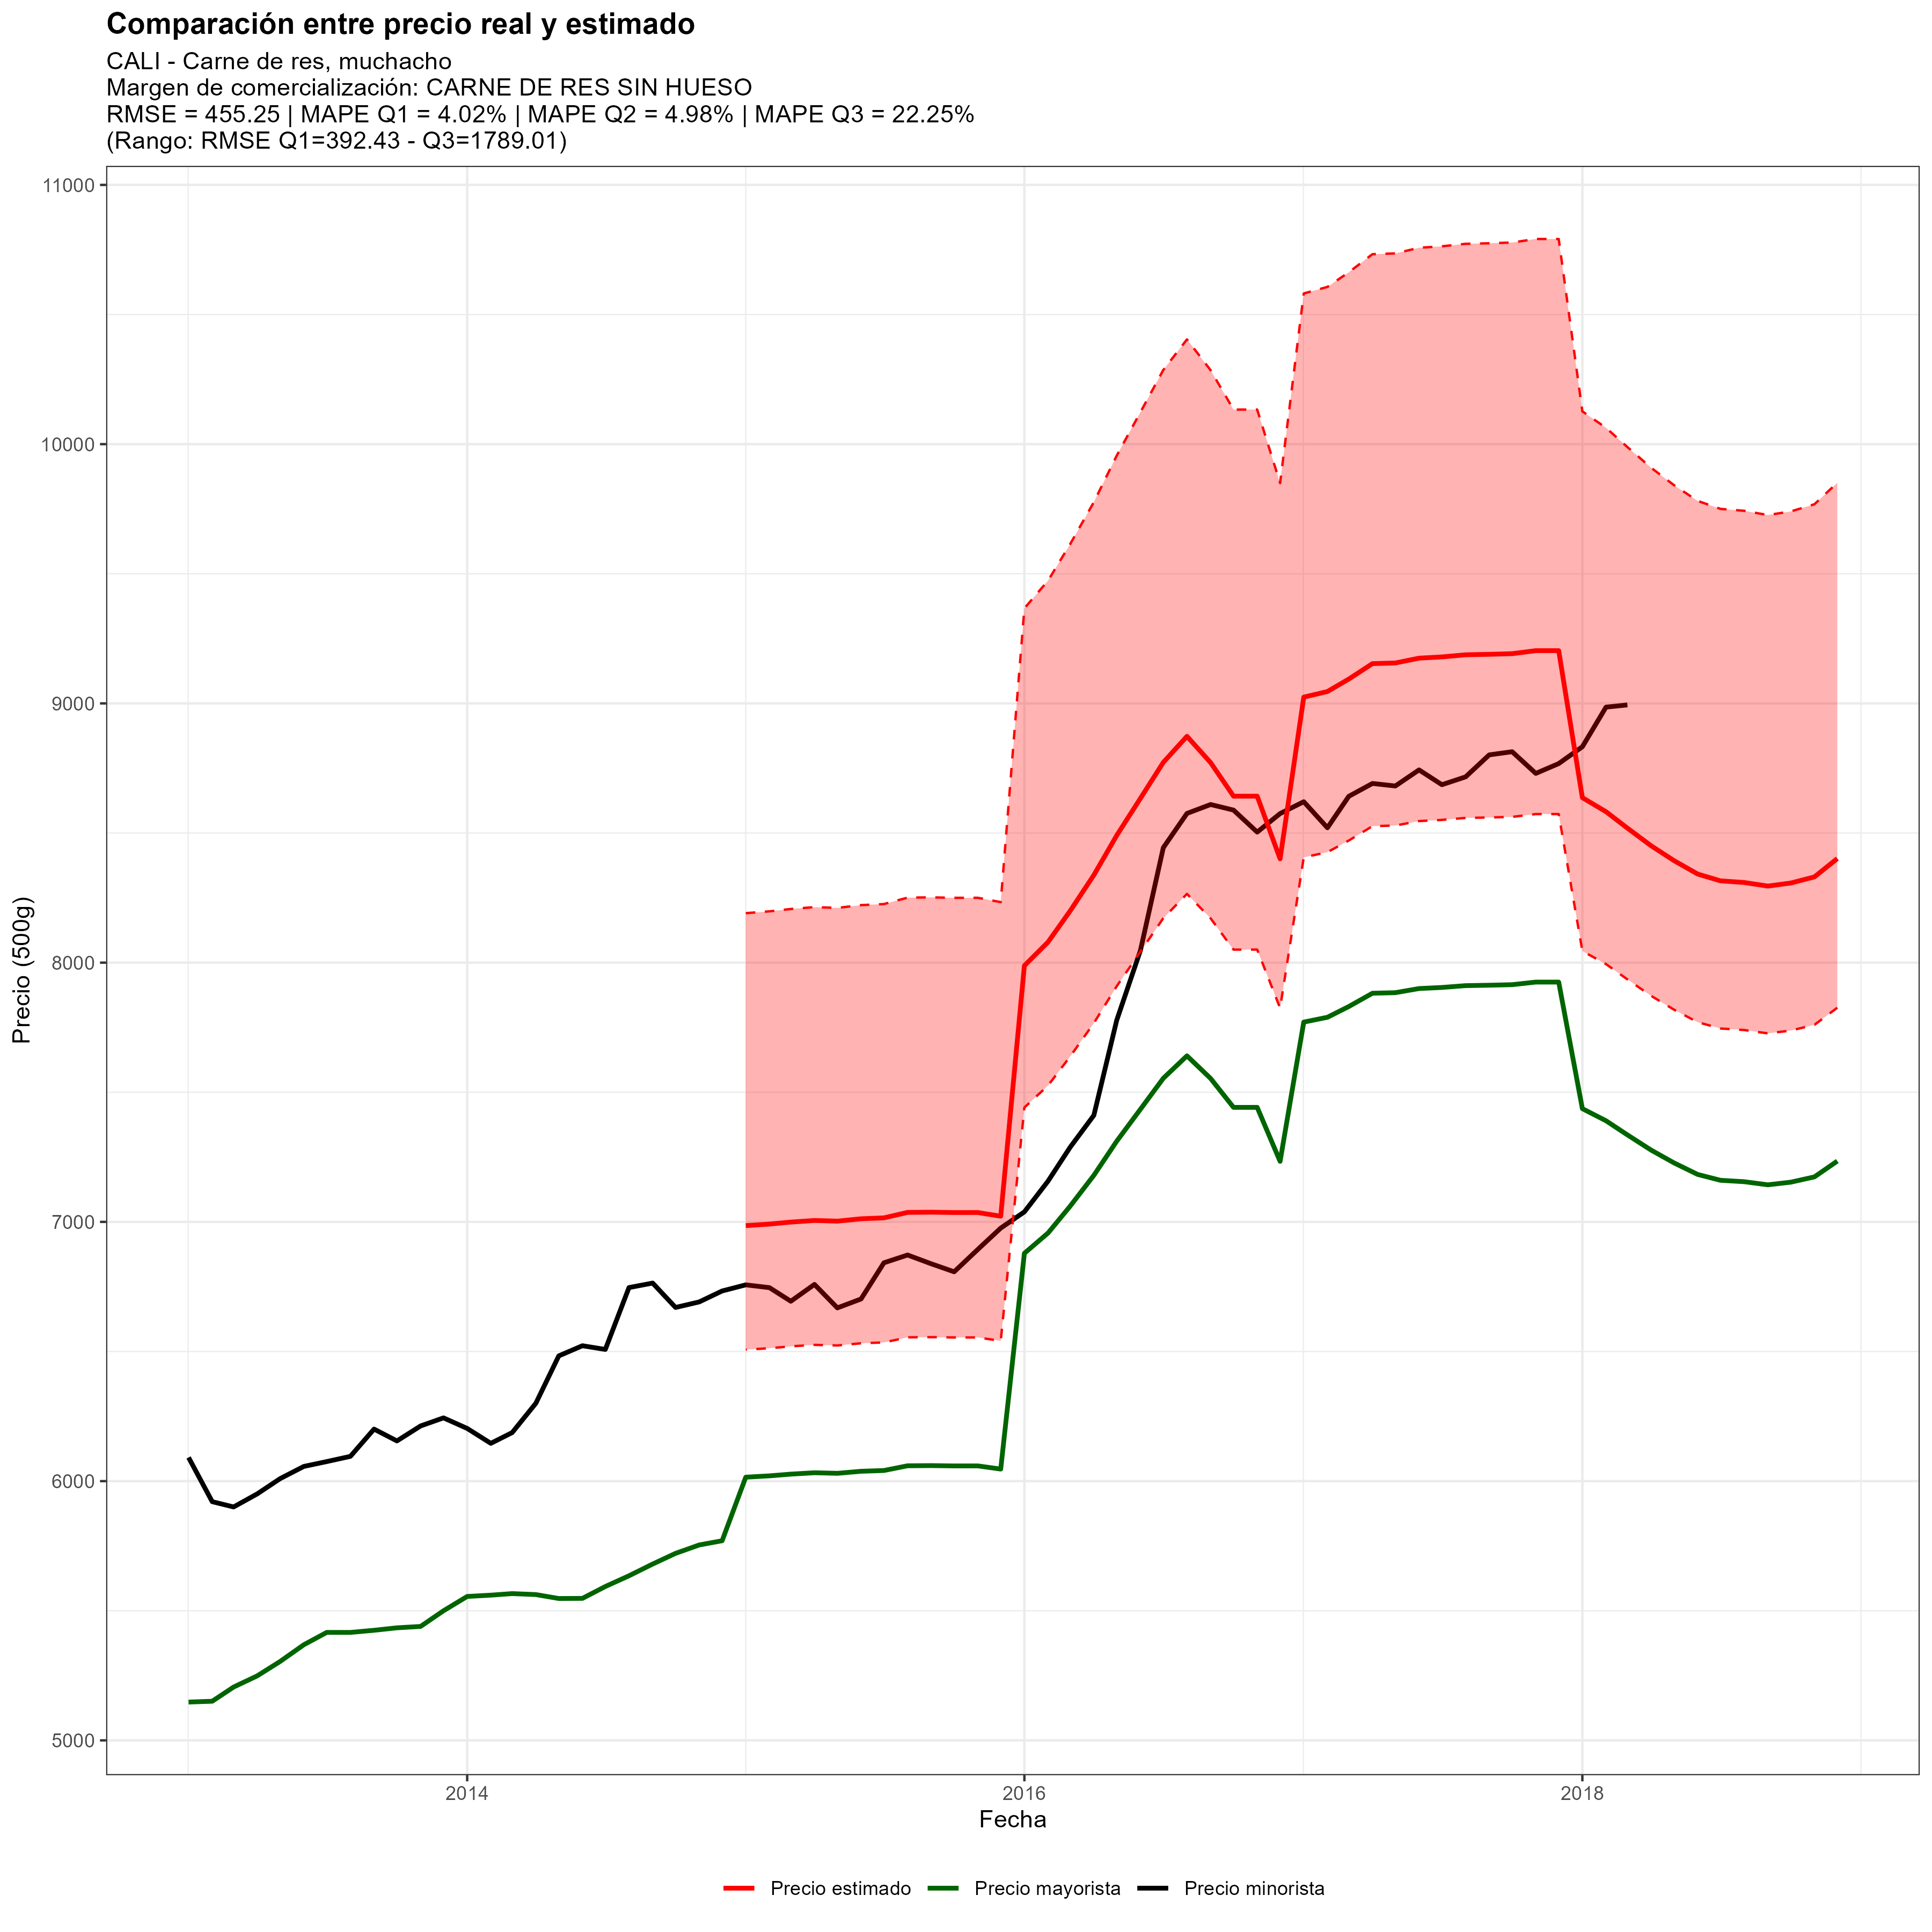 Comparación entre precio real y estimado
CALI - Carne de res, muchacho
Margen de comercialización: CARNE DE RES SIN HUESO
RMSE = 455.25 | MAPE Q1 = 4.02% | MAPE Q2 = 4.98% | MAPE Q3 = 22.25%
(Rango: RMSE Q1=392.43 - Q3=1789.01)
11000
10000
9000
8000
7000
6000
5000
Precio (500g)
2014 2016 2018
Fecha
Precio estimado Precio mayorista Precio minorista